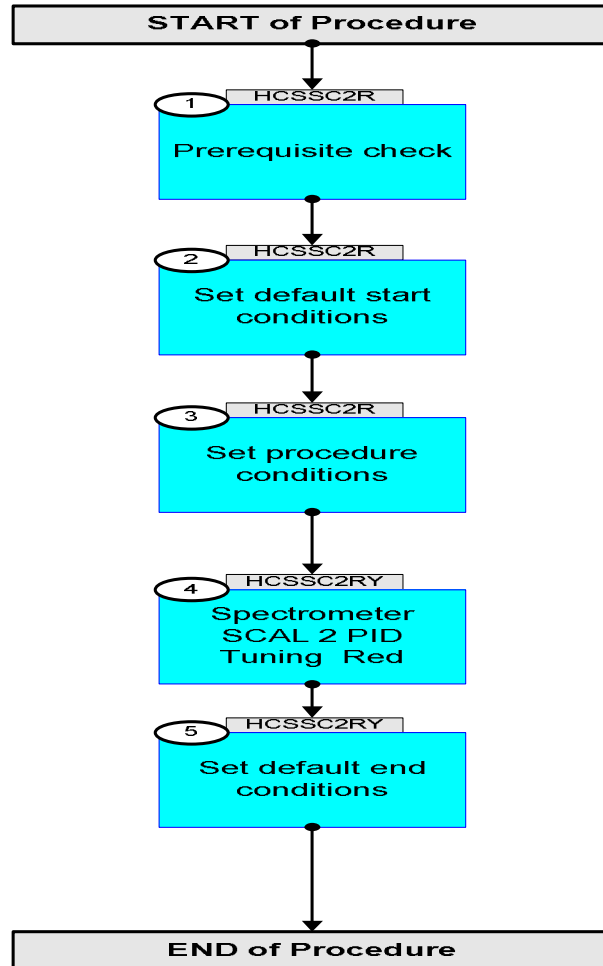 START of Procedure
HCSSC2R
1
Prerequisite check
HCSSC2R
2
Set default start
conditions
HCSSC2R
3
Set procedure
conditions
HCSSC2RY
4
Spectrometer
SCAL 2 PID
Tuning Red
HCSSC2RY
5
Set default end
conditions
END of Procedure